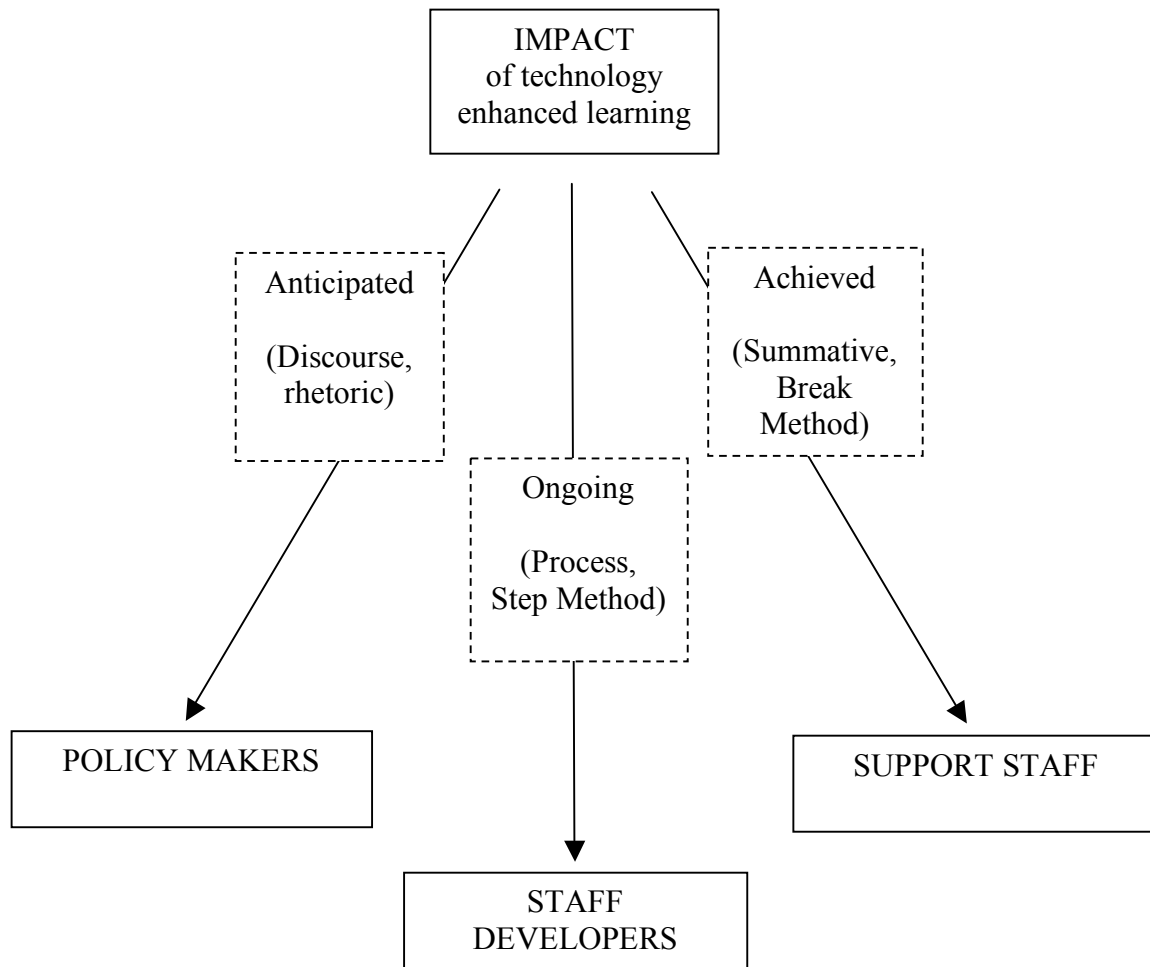 IMPACT
of technology
enhanced learning
Anticipated
(Discourse,
rhetoric)
Achieved
(Summative,
Break
Method)
Ongoing
(Process,
Step Method)
POLICY MAKERS
SUPPORT STAFF
STAFF
DEVELOPERS